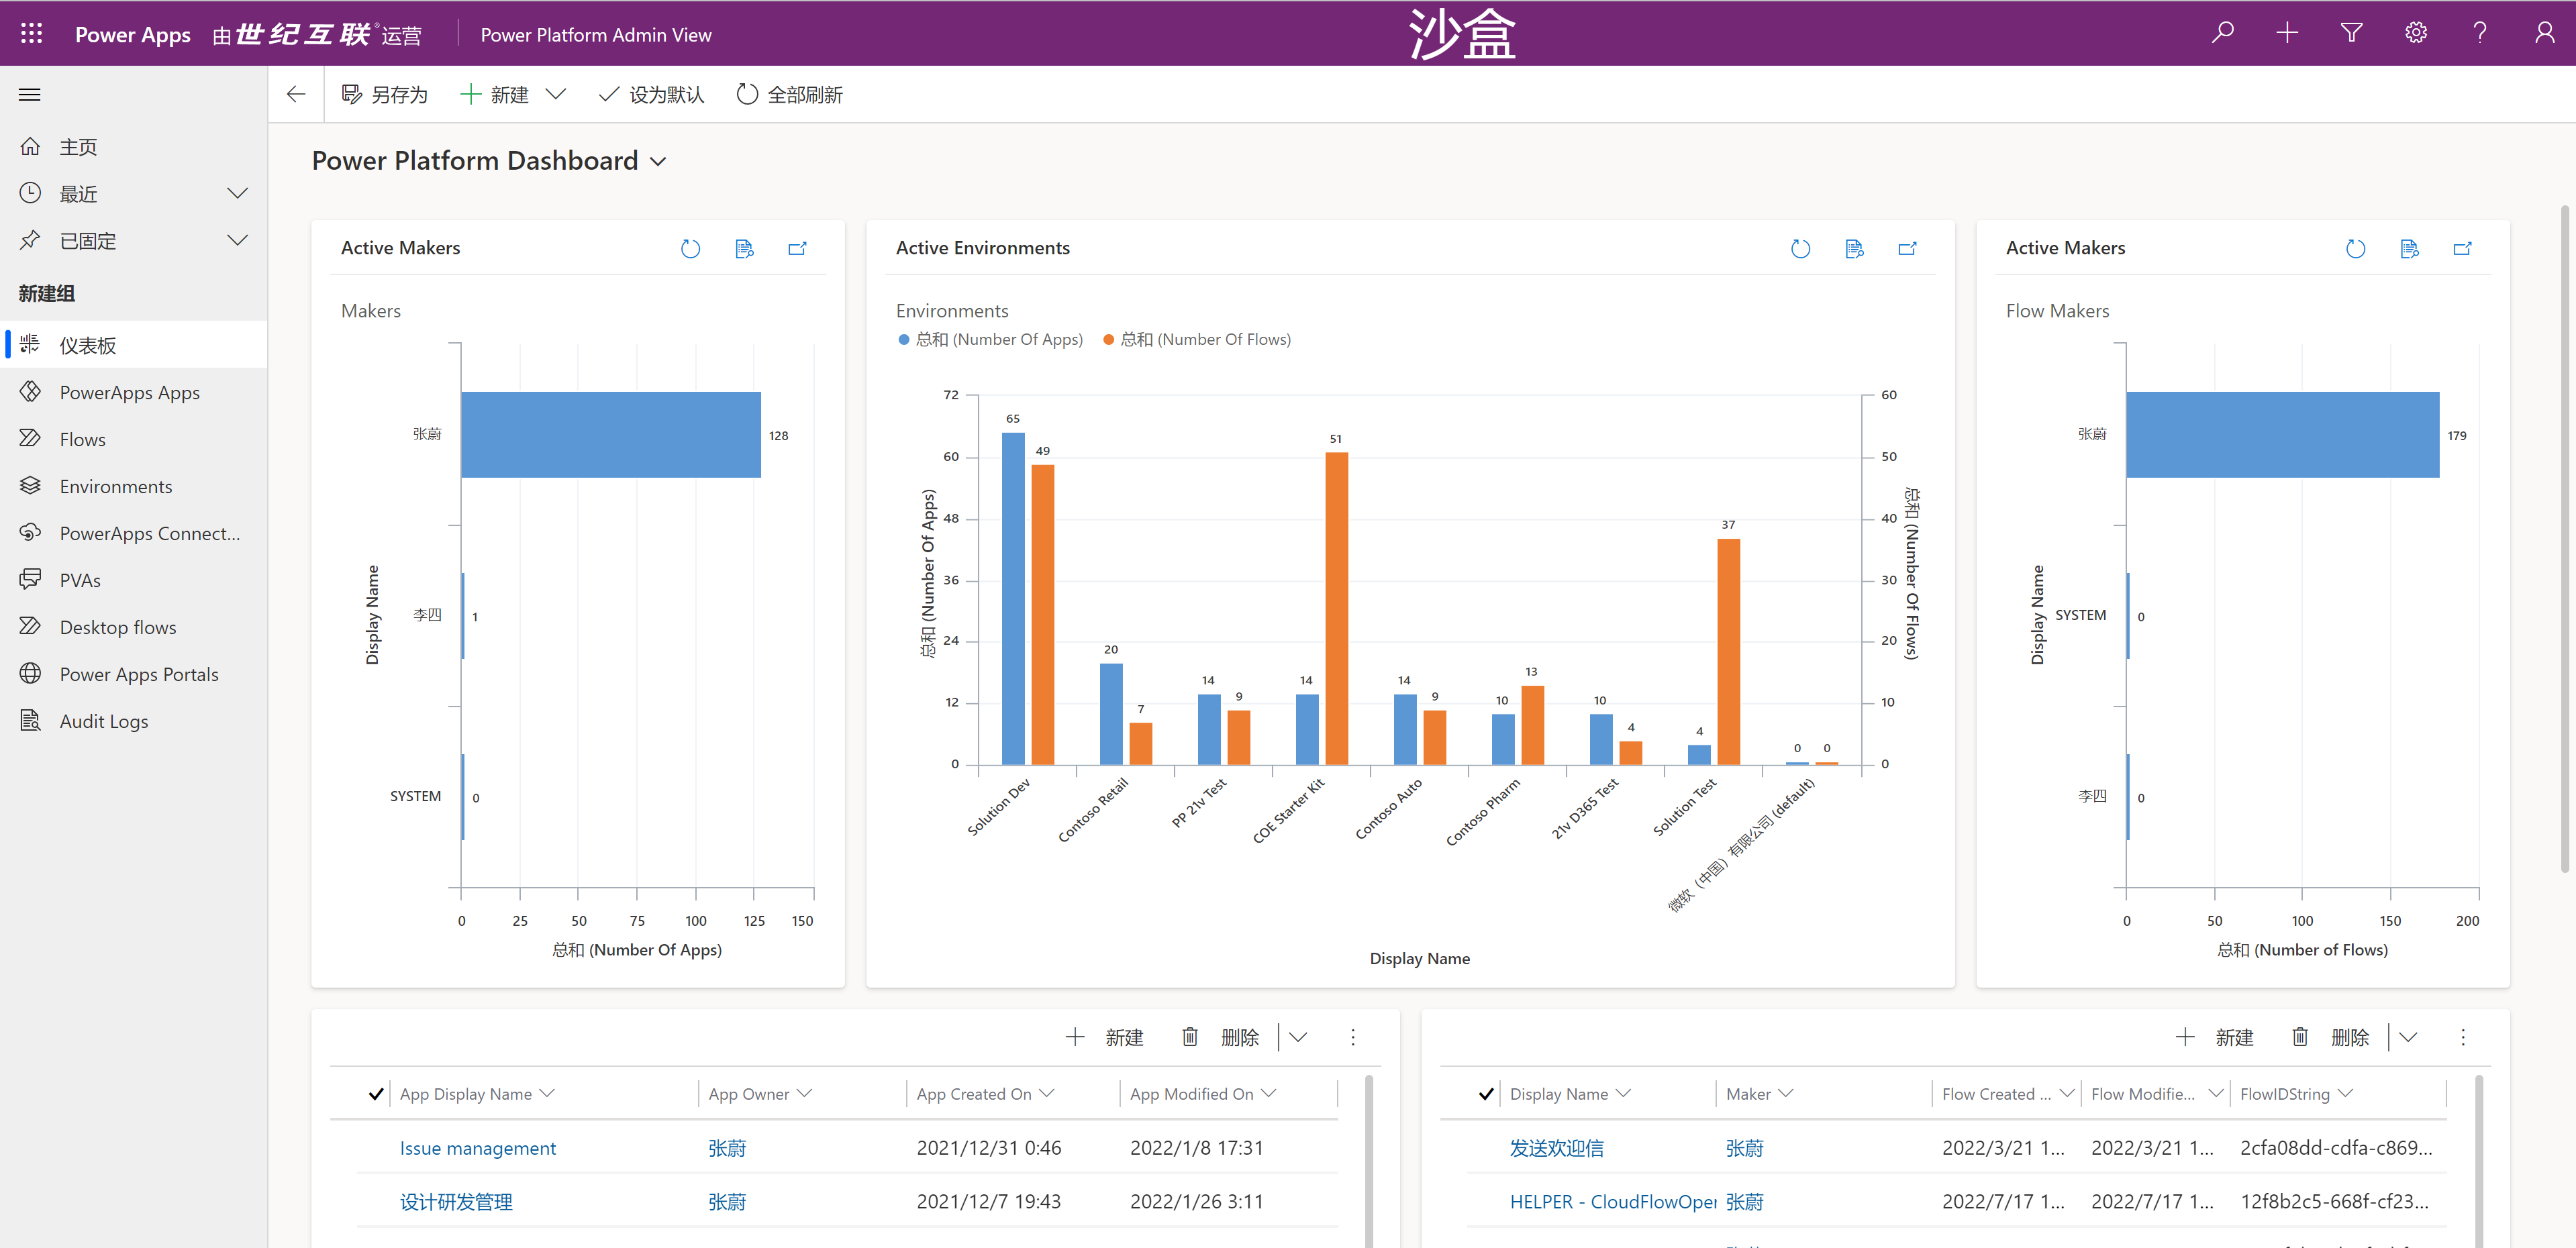 Power Apps 由世纪互联运营 Power Platform Admin View 沙盒
另存为 新建 设为默认 全部刷新
主页
最近
已固定
新建组
仪表板
PowerApps Apps
Flows
Environments
PowerApps Connect...
PVAs
Desktop flows
Power Apps Portals
Audit Logs
Power Platform Dashboard
Active Makers
Makers
张蔚
128
李四
1
SYSTEM
0
Display Name
0 25 50 75 100 125 150
总和 (Number Of Apps)
Active Environments
Environments
总和 (Number Of Apps) 总和 (Number Of Flows)
72
60
48
36
24
12
0
总和 (Number Of Apps)
65 49
20 7
14 9
14 51
14 9
10 13
10 4
4 37
0 0
60
50
40
30
20
10
0
总和 (Number Of Flows)
Solution Dev
Contoso Retail
PP 21v Test
COE Starter Kit
Contoso Auto
Contoso Pharm
21v D365 Test
Solution Test
微软（中国）有限公司 (default)
Display Name
Active Makers
Flow Makers
张蔚
179
SYSTEM
0
李四
0
Display Name
0 50 100 150 200
总和 (Number of Flows)
新建 删除
App Display Name App Owner App Created On App Modified On
Issue management 张蔚 2021/12/31 0:46 2022/1/8 17:31
设计研发管理 张蔚 2021/12/7 19:43 2022/1/26 3:11
新建 删除
Display Name Maker Flow Created ... Flow Modifie... FlowIDString
发送欢迎信 张蔚 2022/3/21 1... 2022/3/21 1... 2cfa08dd-cdfa-c869...
HELPER - CloudFlowOper 张蔚 2022/7/17 1... 2022/7/17 1... 12f8b2c5-668f-cf23...